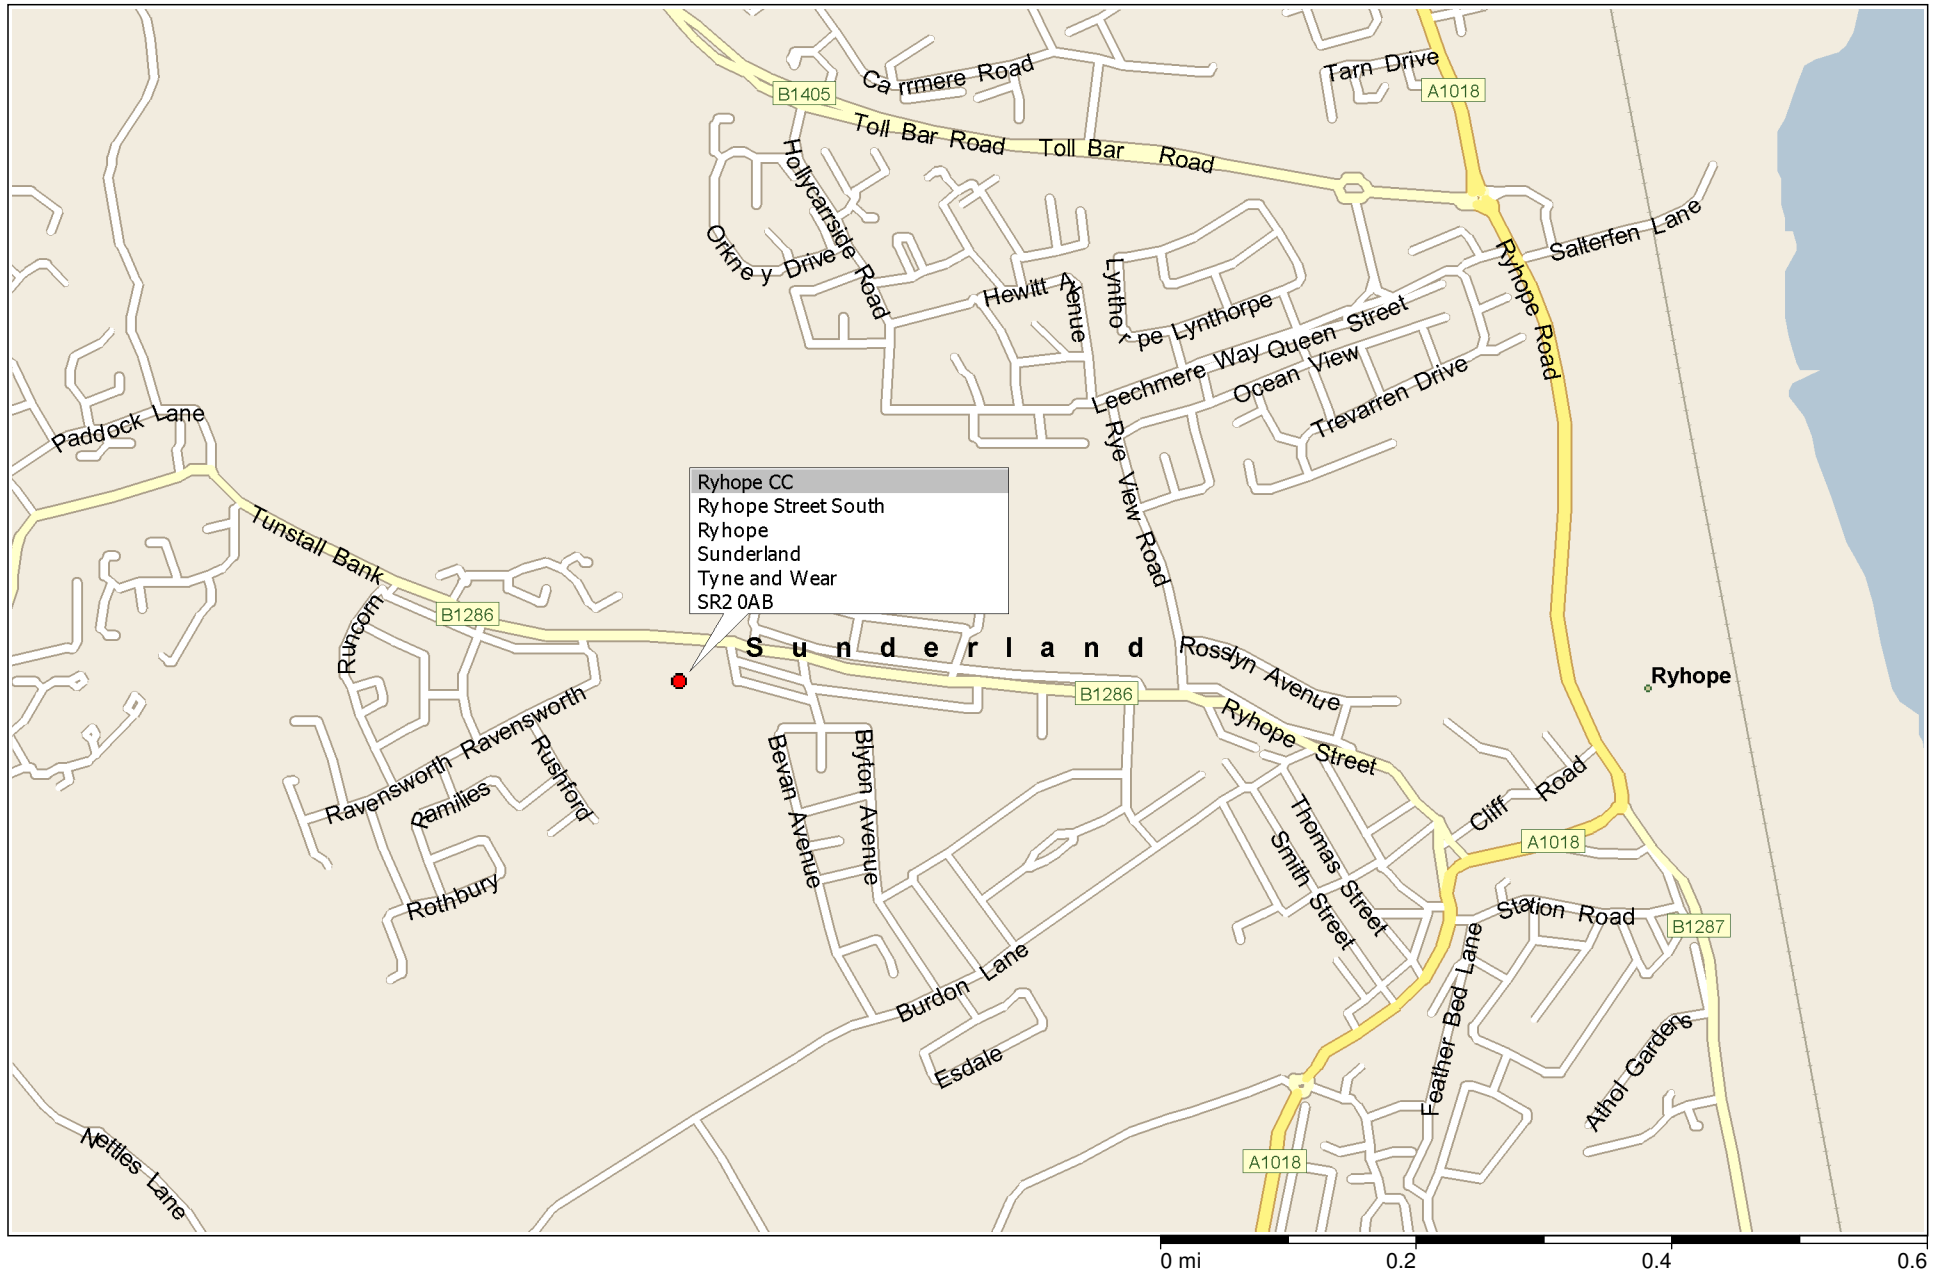 Carrmere Road
Tarn Drive
B1405
A1018
Toll Bar Road
Toll Bar Road
Hollycarrside Road
Orkney Drive
Salterfen Lane
Ryhope Road
Hewitt Avenue
Lynthorpe
Lynthorpe
Leechmere Way
Queen Street
Ocean View
Trevarren Drive
Paddock Lane
Rye View Road
Tunstall Bank
Ryhope CC
Ryhope Street South
Ryhope
Sunderland
Tyne and Wear
SR2 0AB
B1286
Runcorn
Sunderland
Rosslyn Avenue
Ryhope
B1286
Ryhope Street
Ravensworth
Ravensworth
Rushford
Ramilies
Rothbury
Bevan Avenue
Blyton Avenue
Cliff Road
A1018
Thomas Street
Smith Street
Station Road
B1287
Feather Bed Lane
Burdon Lane
Esdale
Athol Gardens
A1018
Nettles Lane
0 mi 0.2 0.4 0.6